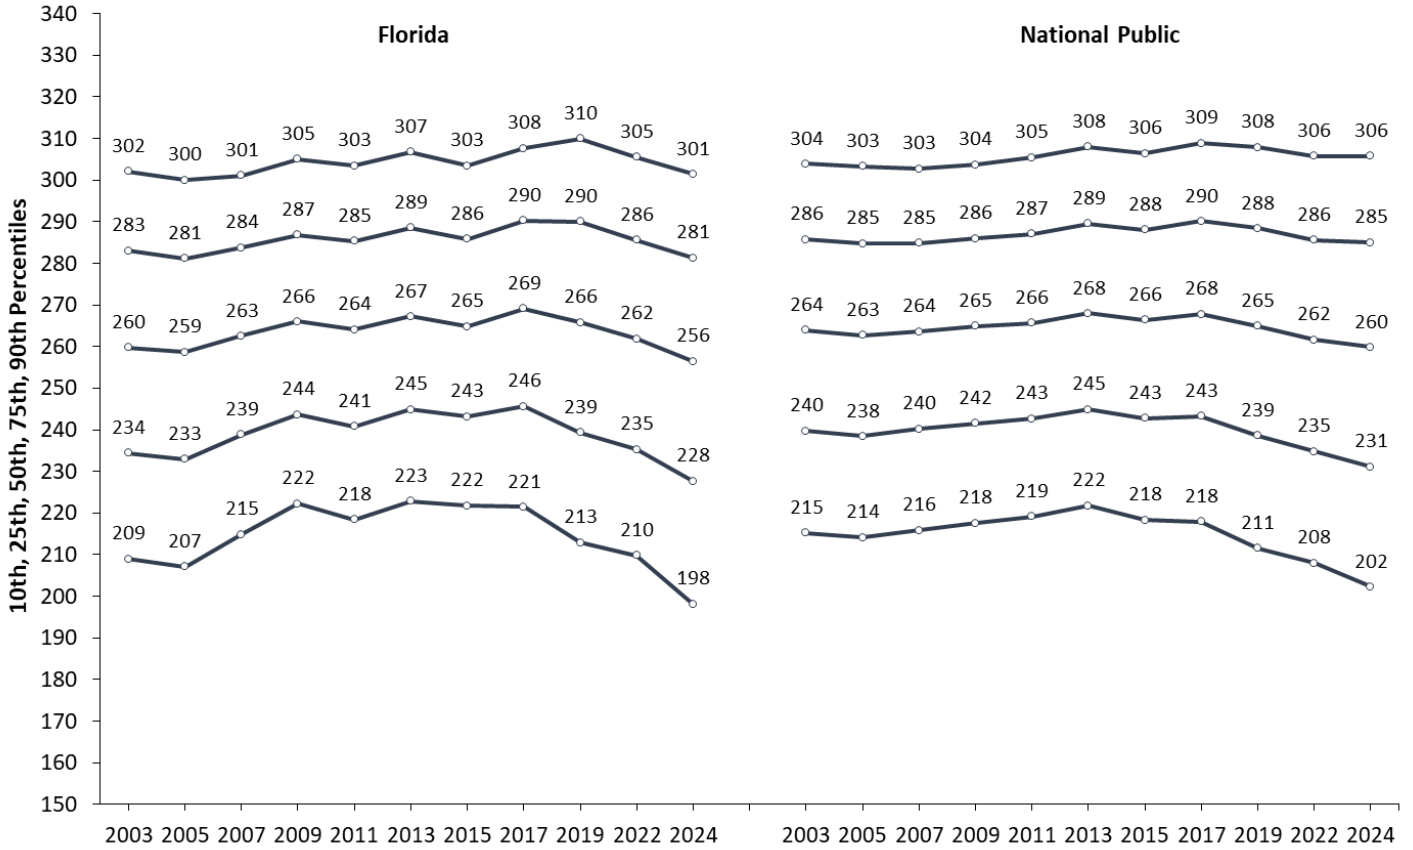 340
Florida
National Public
330
320
310
300
290
280
270
260
250
240
230
220
210
200
190
180
170
160
150
10th, 25th, 50th, 75th, 90th Percentiles
302 300 301 305 303 307 303 308 310 305 301
283 281 284 287 285 289 286 290 290 286 281
260 259 263 266 264 267 265 269 266 262 256
234 233 239 244 241 245 243 246 239 235 228
209 207 215 222 218 223 222 221 213 210 198
304 303 303 304 305 308 306 309 308 306 306
286 285 285 286 287 289 288 290 288 286 285
264 263 264 265 266 268 266 268 265 262 260
240 238 240 242 243 245 243 243 239 235 231
215 214 216 218 219 222 218 218 211 208 202
2003 2005 2007 2009 2011 2013 2015 2017 2019 2022 2024
2003 2005 2007 2009 2011 2013 2015 2017 2019 2022 2024